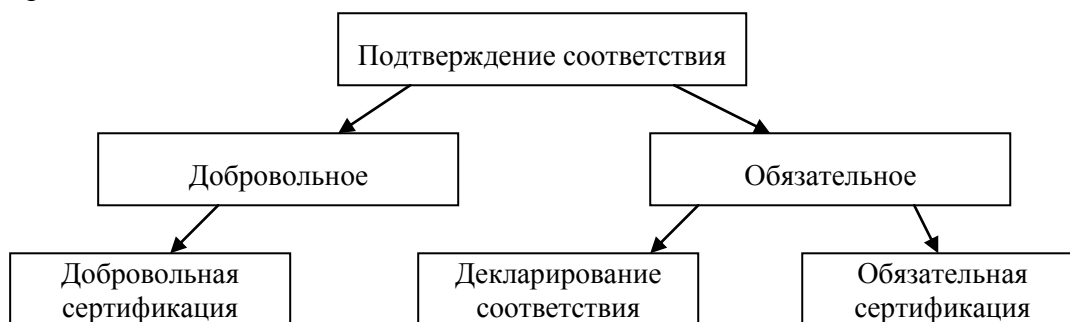 Подтверждение соответствия
Добровольное
Обязательное
Добровольная
сертификация
Декларирование
соответствия
Обязательная
сертификация